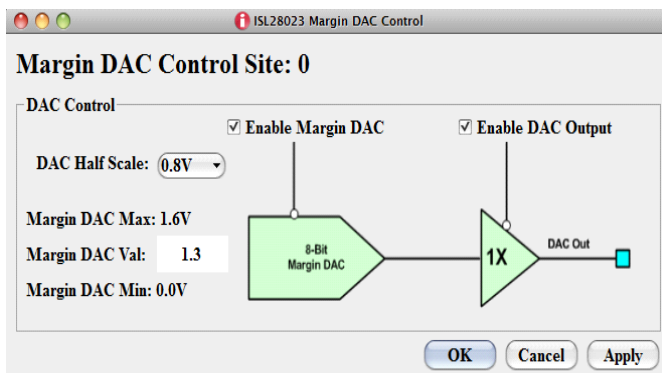 ISL28023 Margin DAC Control
Margin DAC Control Site: 0
DAC Control
Enable Margin DAC
Enable DAC Output
DAC Half Scale: 0.8V
Margin DAC Max: 1.6V
Margin DAC Val: 1.3
Margin DAC Min: 0.0V
8-Bit
Margin DAC
1X
DAC Out
OK
Cancel
Apply